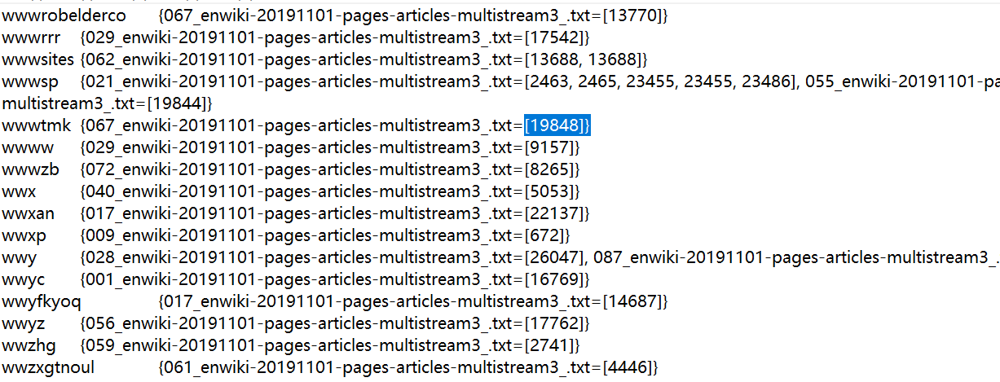 wwwrobelderco {067_enwiki-20191101-pages-articles-multistream3_.txt=[13770]}
wwwrrr {029_enwiki-20191101-pages-articles-multistream3_.txt=[17542]}
wwwsites {062_enwiki-20191101-pages-articles-multistream3_.txt=[13688, 13688]}
wwwsp {021_enwiki-20191101-pages-articles-multistream3_.txt=[2463, 2465, 23455, 23455, 23486], 055_enwiki-20191101-pa
multistream3_.txt=[19844]}
wwwtmk {067_enwiki-20191101-pages-articles-multistream3_.txt=[19848]}
wwww {029_enwiki-20191101-pages-articles-multistream3_.txt=[9157]}
wwwzb {072_enwiki-20191101-pages-articles-multistream3_.txt=[8265]}
wwx {040_enwiki-20191101-pages-articles-multistream3_.txt=[5053]}
wwxan {017_enwiki-20191101-pages-articles-multistream3_.txt=[22137]}
wwxp {009_enwiki-20191101-pages-articles-multistream3_.txt=[672]}
wwy {028_enwiki-20191101-pages-articles-multistream3_.txt=[26047], 087_enwiki-20191101-pages-articles-multistream3_.
wwyc {001_enwiki-20191101-pages-articles-multistream3_.txt=[16769]}
wwyfkyoq {017_enwiki-20191101-pages-articles-multistream3_.txt=[14687]}
wwyz {056_enwiki-20191101-pages-articles-multistream3_.txt=[17762]}
wwzhg {059_enwiki-20191101-pages-articles-multistream3_.txt=[2741]}
wwzxgtnoul {061_enwiki-20191101-pages-articles-multistream3_.txt=[4446]}